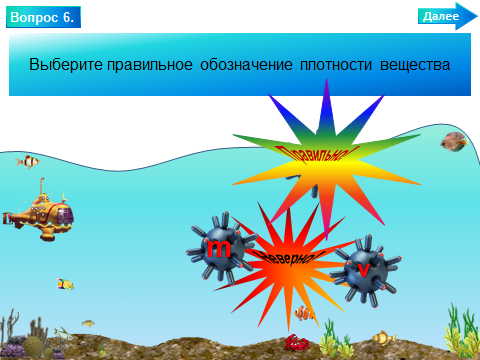 Вопрос 6.
Далее
Выберите правильное обозначение плотности вещества
Правильно!
m
Неверно
v